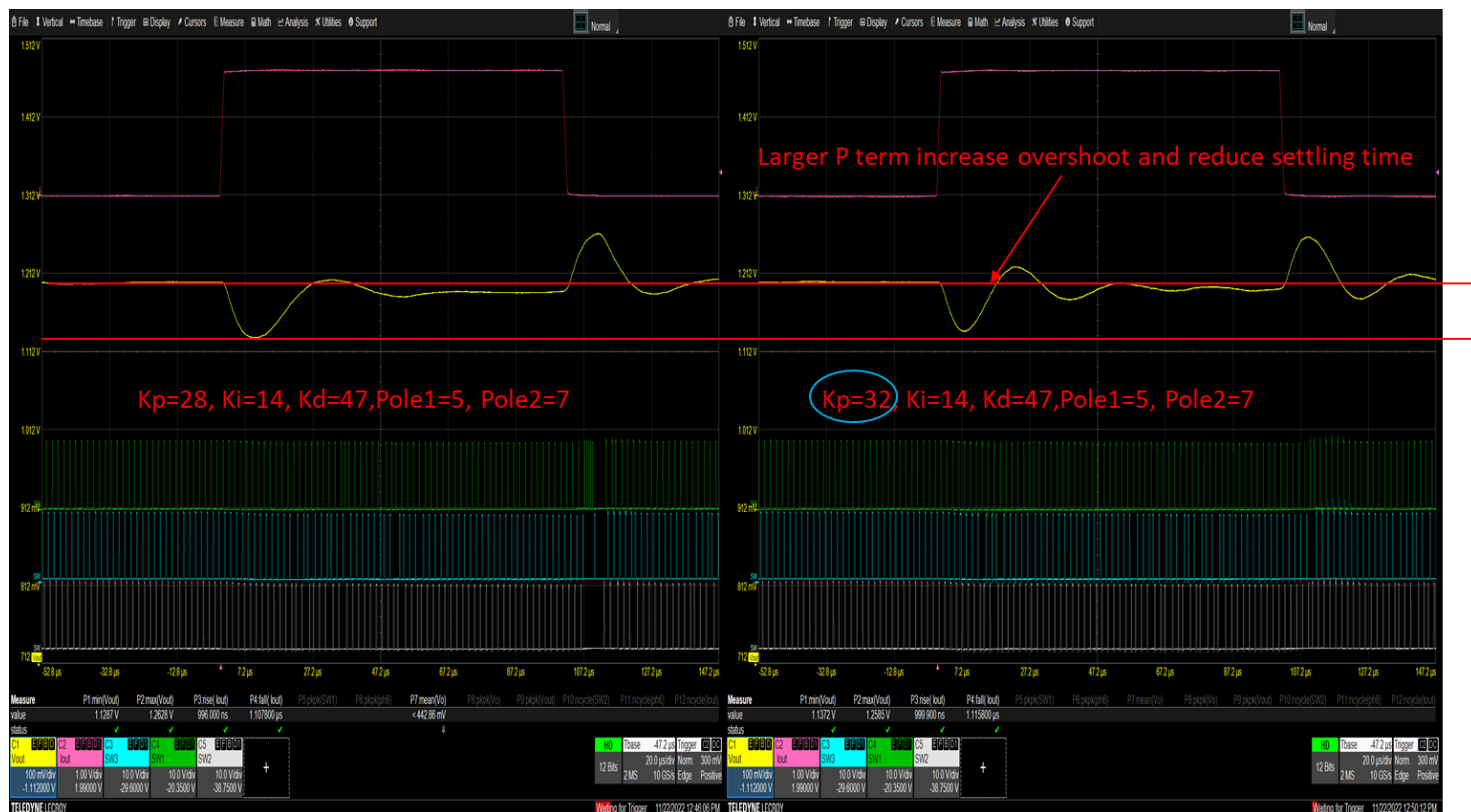 File Vertical Timebase Trigger Display Cursors Measure Math Analysis Utilities Support
Normal
1.512 V
1.412 V
1.312 V
1.212 V
1.112 V
Kp=28, Ki=14, Kd=47,Pole1=5, Pole2=7
1.012 V
912 mV
812 mV
712
-52.8 µs -32.8 µs -12.8 µs 7.2 µs 27.2 µs 47.2 µs 67.2 µs 87.2 µs 107.2 µs 127.2 µs 147.2 µs
Measure P1:min(Vout) P2:max(Vout) P3:rise( Iout) P4:fall( Iout) P5:pkpk(SW1) P6:pkpk(ph6) P7:mean(Vo) P8:pkpk(Vo) P9:pkpk(Vout) P10:ncycle(SW2) P11:ncycle(ph6) P12:ncycle(Iout)
value 1.1287 V 1.2628 V 996.000 ns 1.107800 µs <442.86 mV
status
C1 C2 C3 C4 C5
Vout Iout SW3 SW1 SW2
100 mV/div 1.00 V/div 10.0 V/div 10.0 V/div 10.0 V/div
-1.112000 V 1.99000 V -29.6000 V -20.3500 V -38.7500 V
HD Tbase -47.2 µs Trigger C2 DC
12 Bits 20.0 µs/div Norm. 300 mV
2 MS 10 GS/s Edge Positive
TELEDYNE LECROY Waiting for Trigger 11/22/2022 12:46:06 PM
File Vertical Timebase Trigger Display Cursors Measure Math Analysis Utilities Support
Normal
1.512 V
1.412 V
Larger P term increase overshoot and reduce settling time
1.312 V
1.212 V
1.112 V
Kp=32, Ki=14, Kd=47,Pole1=5, Pole2=7
1.012 V
912 mV
812 mV
712
-52.8 µs -32.8 µs -12.8 µs 7.2 µs 27.2 µs 47.2 µs 67.2 µs 87.2 µs 107.2 µs 127.2 µs 147.2 µs
Measure P1:min(Vout) P2:max(Vout) P3:rise( Iout) P4:fall( Iout) P5:pkpk(SW1) P6:pkpk(ph6) P7:mean(Vo) P8:pkpk(Vo) P9:pkpk(Vout) P10:ncycle(SW2) P11:ncycle(ph6) P12:ncycle(Iout)
value 1.1372 V 1.2585 V 999.900 ns 1.115800 µs
status
C1 C2 C3 C4 C5
Vout Iout SW3 SW1 SW2
100 mV/div 1.00 V/div 10.0 V/div 10.0 V/div 10.0 V/div
-1.112000 V 1.99000 V -29.6000 V -20.3500 V -38.7500 V
HD Tbase -47.2 µs Trigger C2 DC
12 Bits 20.0 µs/div Norm. 300 mV
2 MS 10 GS/s Edge Positive
TELEDYNE LECROY Waiting for Trigger 11/22/2022 12:50:12 PM